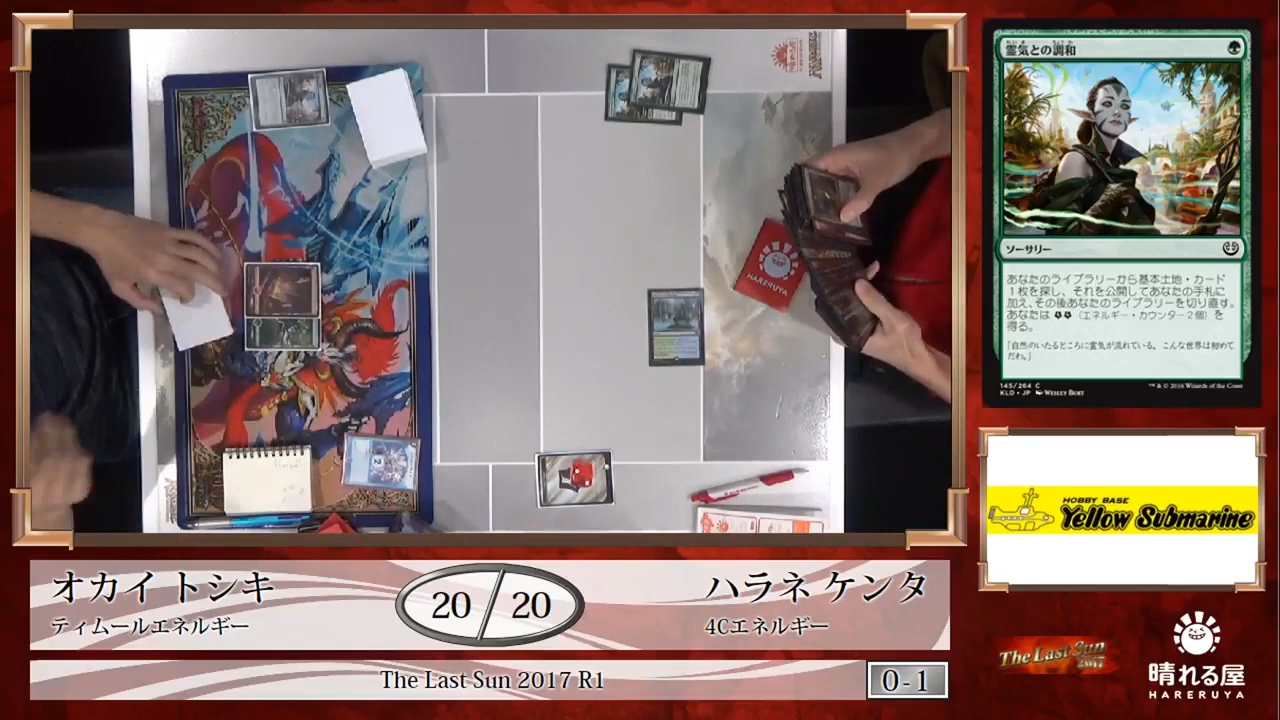 霊気との調和
ソーサリー
あなたのライブラリーから基本土地・カード
1枚を探し、それを公開してあなたの手札に
加え、その後あなたのライブラリーを切り直す。
あなたは (エネルギー・カウンター2個) を
得る。
「自然のいたるところに霊気が流れている。こんな世界は初めて
だわ。」
145/264 C
KLD • JP WESLEY BURT
™ & © 2016 Wizards of the Coast
HARERUYA
HOBBY BASE
Yellow Submarine
オカイ トシキ
ティムールエネルギー
20 / 20
ハラネ ケンタ
4Cエネルギー
The Last Sun 2017 R1
0-1
The Last Sun
2017
晴れる屋
HARERUYA